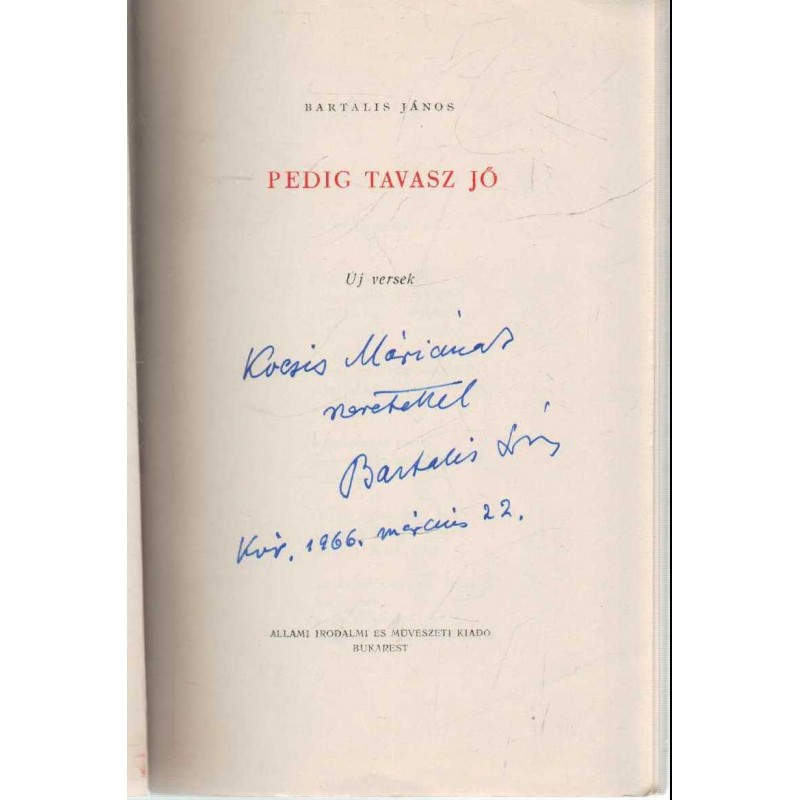 BARTALIS JÁNOS
PEDIG TAVASZ JŐ
Új versek
Kocsis Máriának
szeretettel
Bartalis János
Kvár, 1966. március 22.
ÁLLAMI IRODALMI ÉS MŰVÉSZETI KIADÓ
BUKAREST